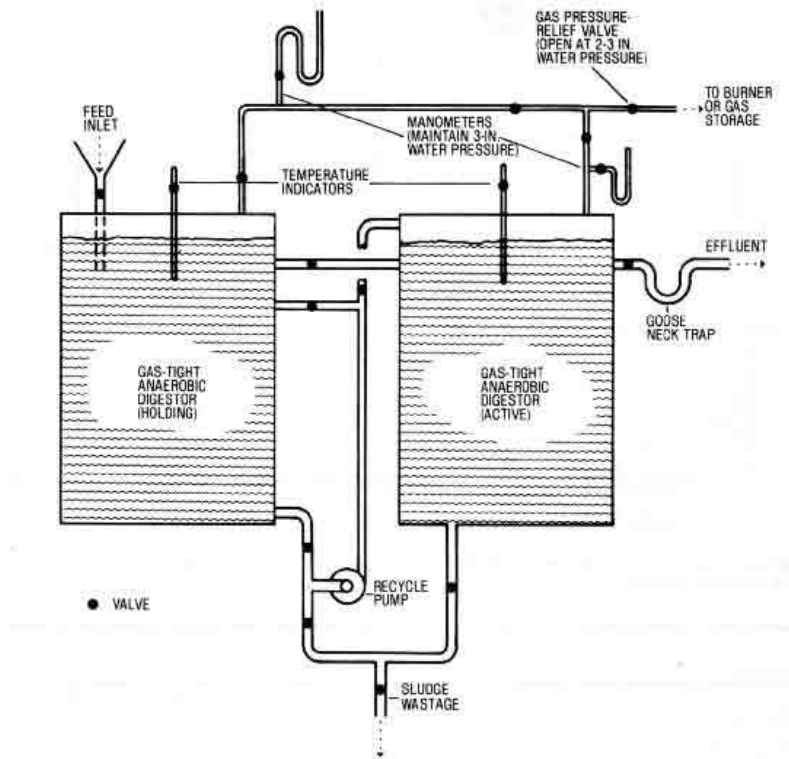 GAS PRESSURE-
RELIEF VALVE
(OPEN AT 2-3 IN.
WATER PRESSURE)
TO BURNER
OR GAS
STORAGE
FEED
INLET
MANOMETERS
(MAINTAIN 3-IN.
WATER PRESSURE)
TEMPERATURE
INDICATORS
EFFLUENT
GOOSE
NECK TRAP
GAS-TIGHT
ANAEROBIC
DIGESTOR
(HOLDING)
GAS-TIGHT
ANAEROBIC
DIGESTOR
(ACTIVE)
RECYCLE
PUMP
VALVE
SLUDGE
WASTAGE